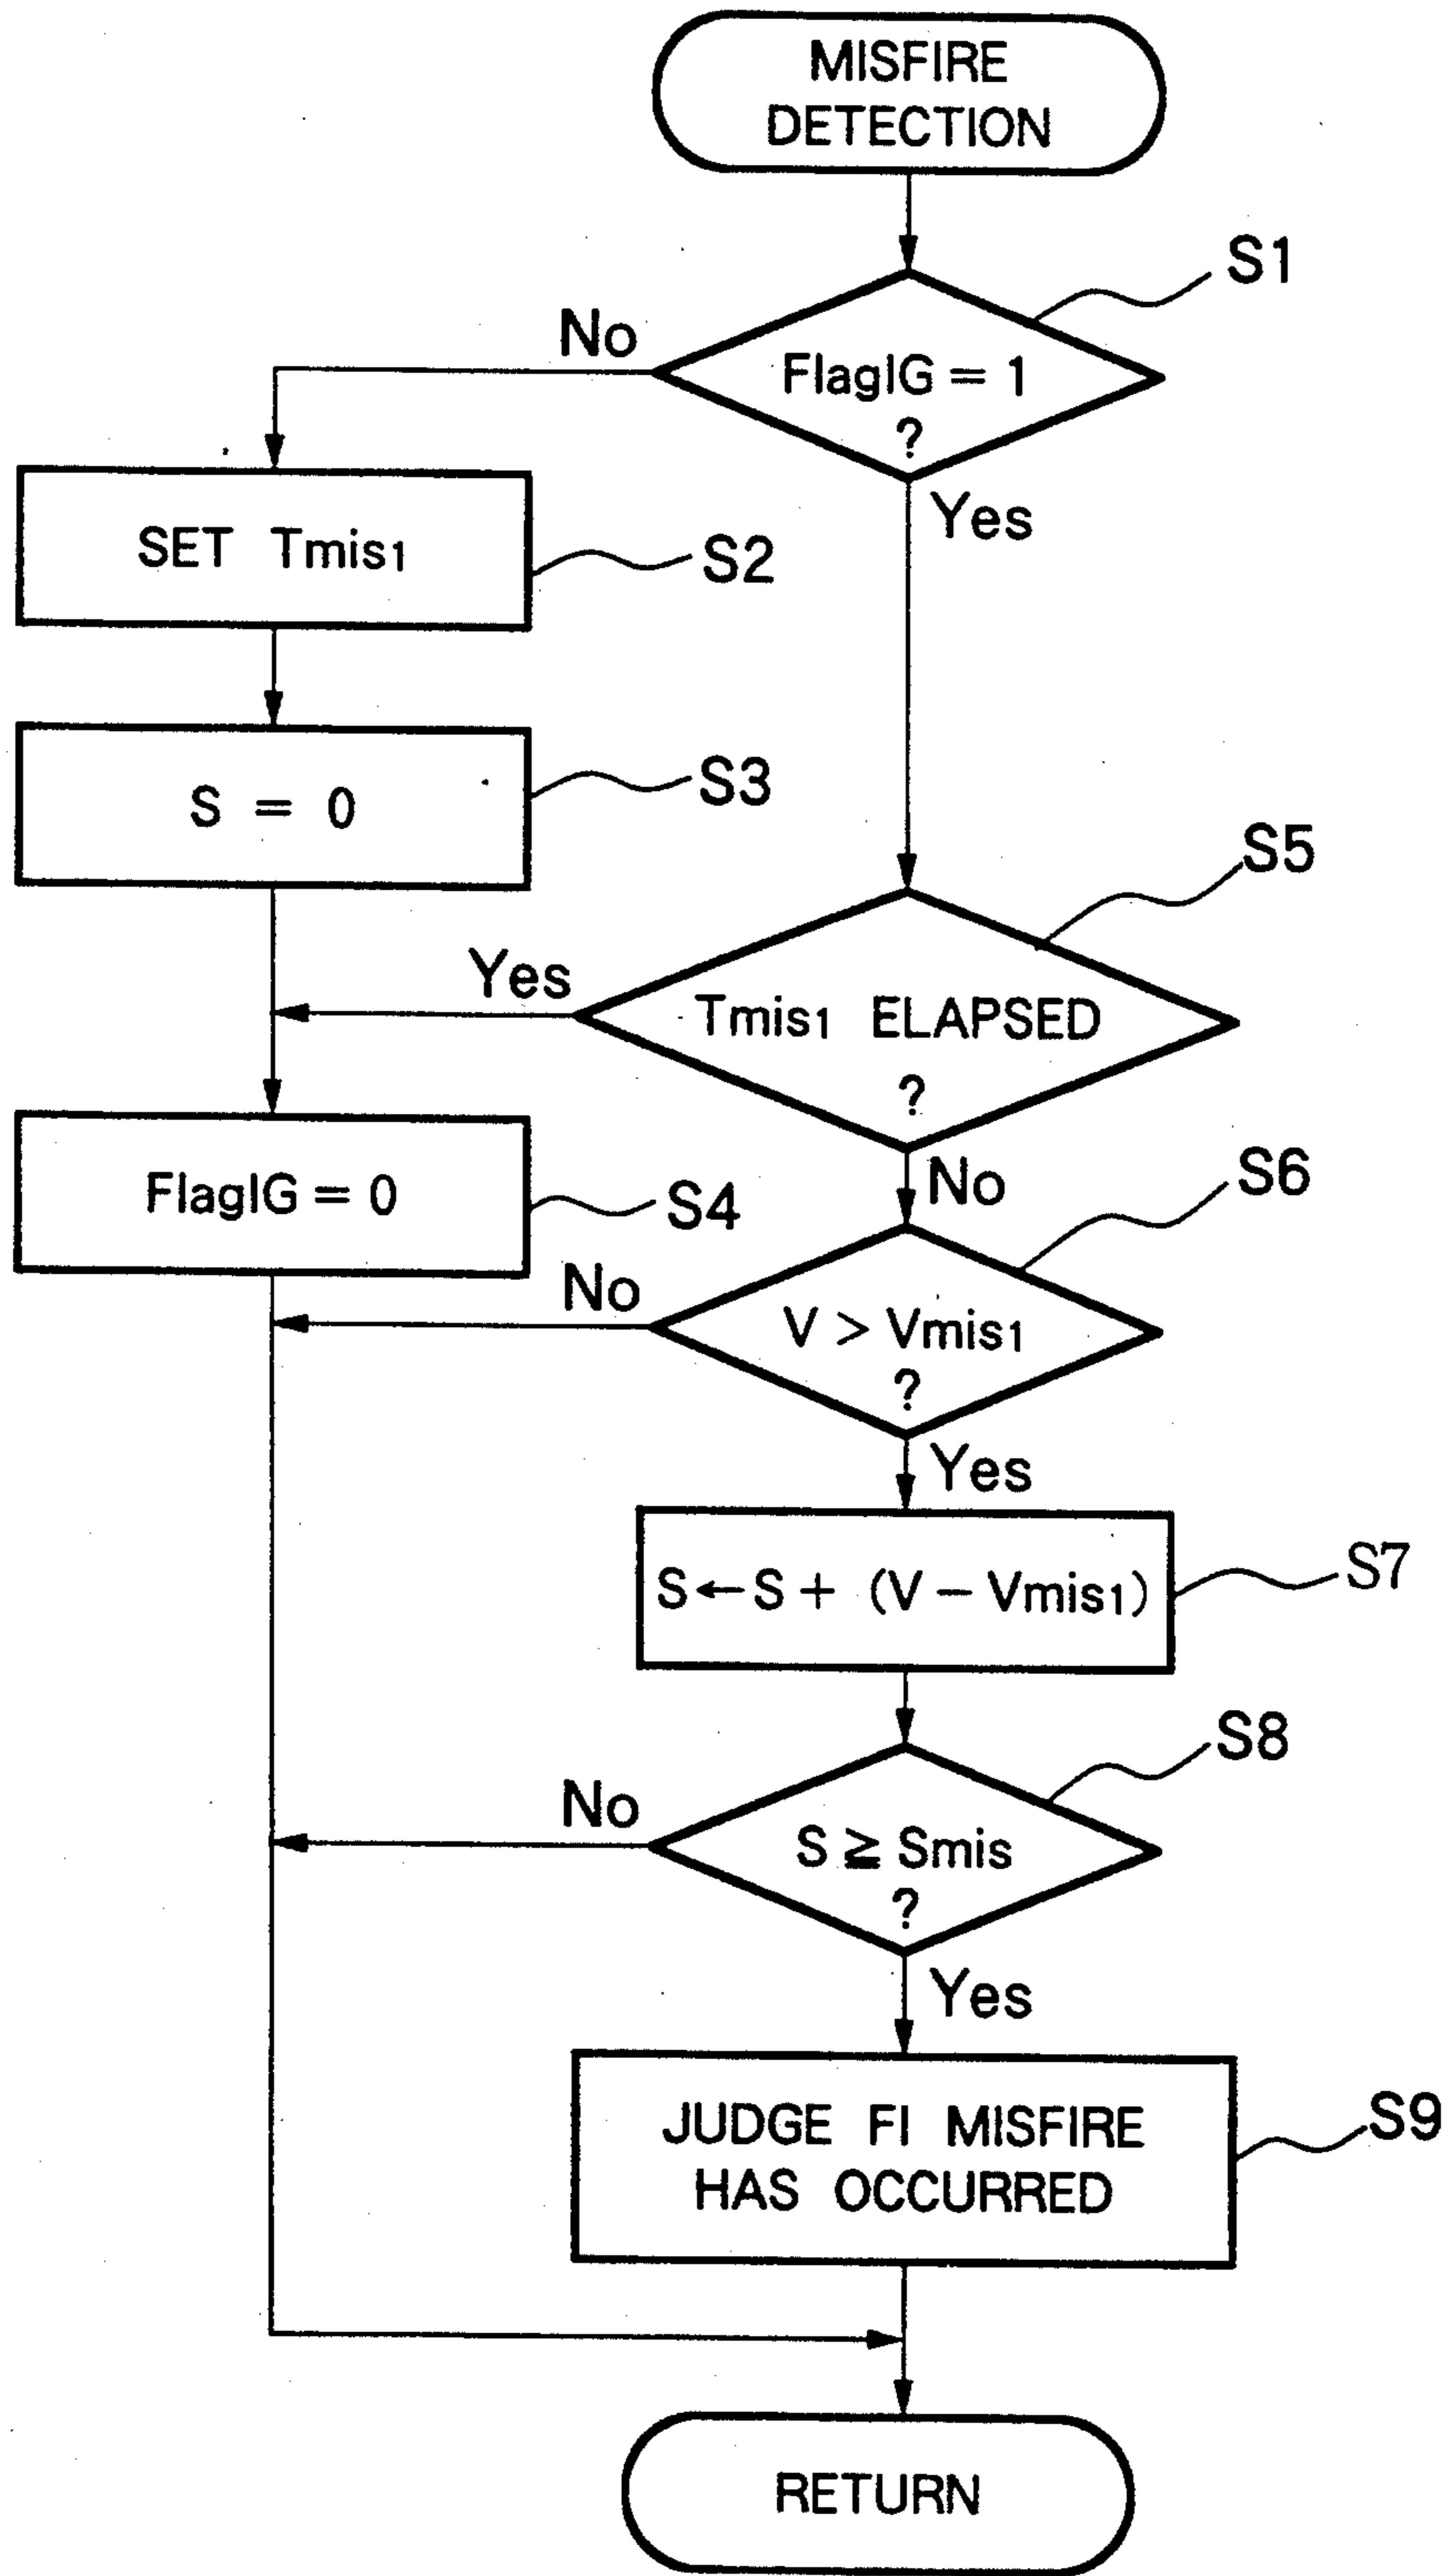 MISFIRE
DETECTION
S1
No
FlagIG = 1
?
Yes
SET Tmis1
S2
S = 0
S3
S5
Yes
Tmis1 ELAPSED
?
No
FlagIG = 0
S4
S6
No
V > Vmis1
?
Yes
S←S + (V − Vmis1)
S7
S8
No
S ≧ Smis
?
Yes
JUDGE FI MISFIRE
HAS OCCURRED
S9
RETURN